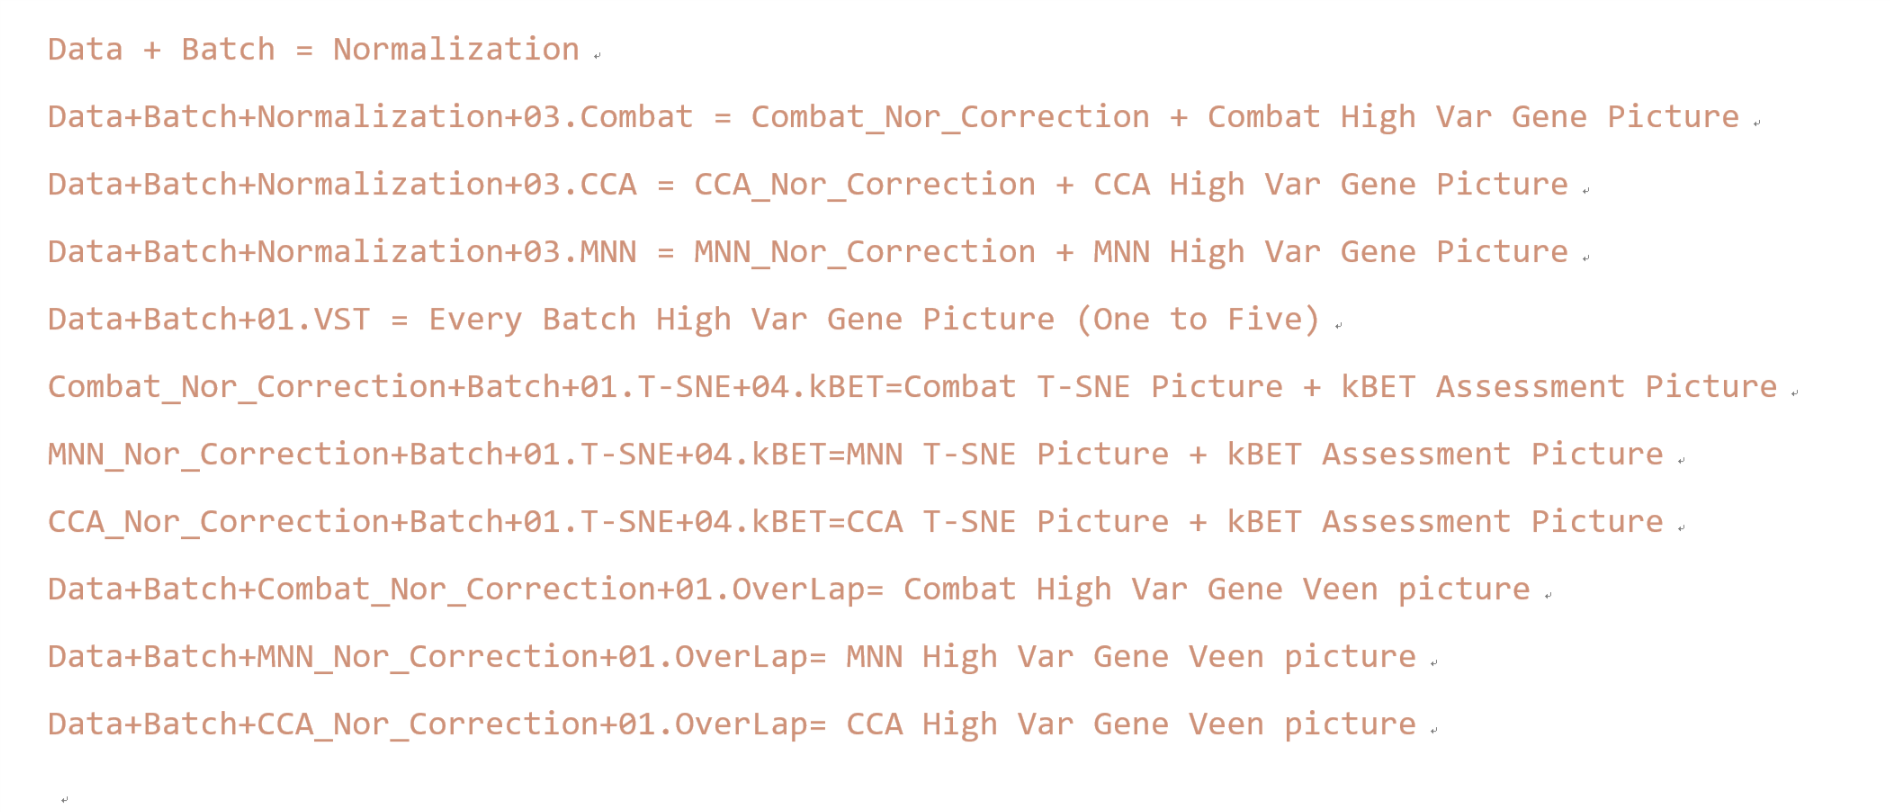 Data + Batch = Normalization
Data+Batch+Normalization+03.Combat = Combat_Nor_Correction + Combat High Var Gene Picture
Data+Batch+Normalization+03.CCA = CCA_Nor_Correction + CCA High Var Gene Picture
Data+Batch+Normalization+03.MNN = MNN_Nor_Correction + MNN High Var Gene Picture
Data+Batch+01.VST = Every Batch High Var Gene Picture (One to Five)
Combat_Nor_Correction+Batch+01.T-SNE+04.kBET=Combat T-SNE Picture + kBET Assessment Picture
MNN_Nor_Correction+Batch+01.T-SNE+04.kBET=MNN T-SNE Picture + kBET Assessment Picture
CCA_Nor_Correction+Batch+01.T-SNE+04.kBET=CCA T-SNE Picture + kBET Assessment Picture
Data+Batch+Combat_Nor_Correction+01.OverLap= Combat High Var Gene Veen picture
Data+Batch+MNN_Nor_Correction+01.OverLap= MNN High Var Gene Veen picture
Data+Batch+CCA_Nor_Correction+01.OverLap= CCA High Var Gene Veen picture